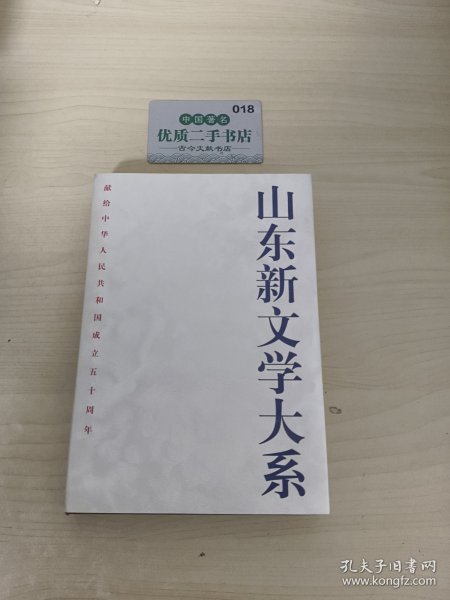 018
中国著名
优质二手书店
古今文献书店
山东新文学大系
献给中华人民共和国成立五十周年
孔夫子旧书网
www.kongfz.com